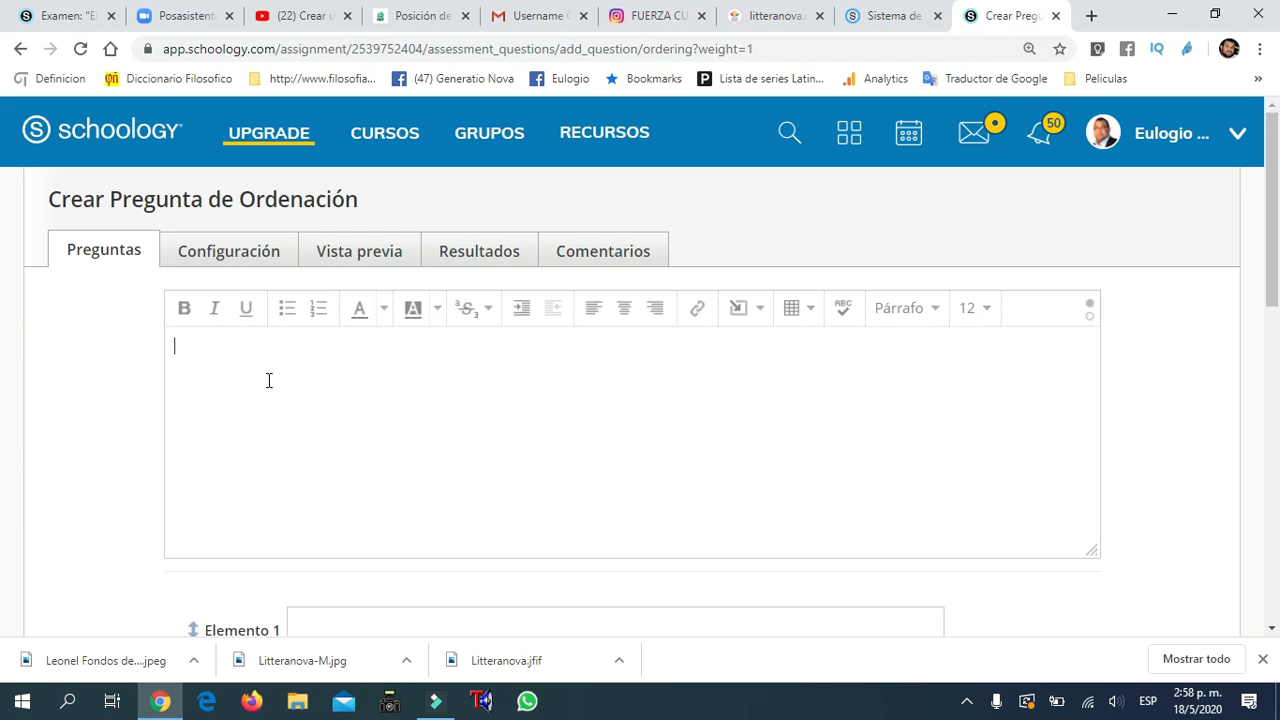 Examen: "El
Posasistente
(22) Crear u
Posición de
Username C
FUERZA CU
litteranova.
Sistema de
Crear Pregu
app.schoology.com/assignment/2539752404/assessment_questions/add_question/ordering?weight=1
Definicion
Diccionario Filosofico
http://www.filosofia...
(47) Generatio Nova
Eulogio
Bookmarks
Lista de series Latin...
Analytics
Traductor de Google
Películas
»
schoology
UPGRADE
CURSOS
GRUPOS
RECURSOS
50
Eulogio ...
Crear Pregunta de Ordenación
Preguntas
Configuración
Vista previa
Resultados
Comentarios
B I U
A
A
ABC
Párrafo
12
Elemento 1
Leonel Fondos de....jpeg
Litteranova-M.jpg
Litteranova.jfif
Mostrar todo
ESP
2:58 p. m.
18/5/2020